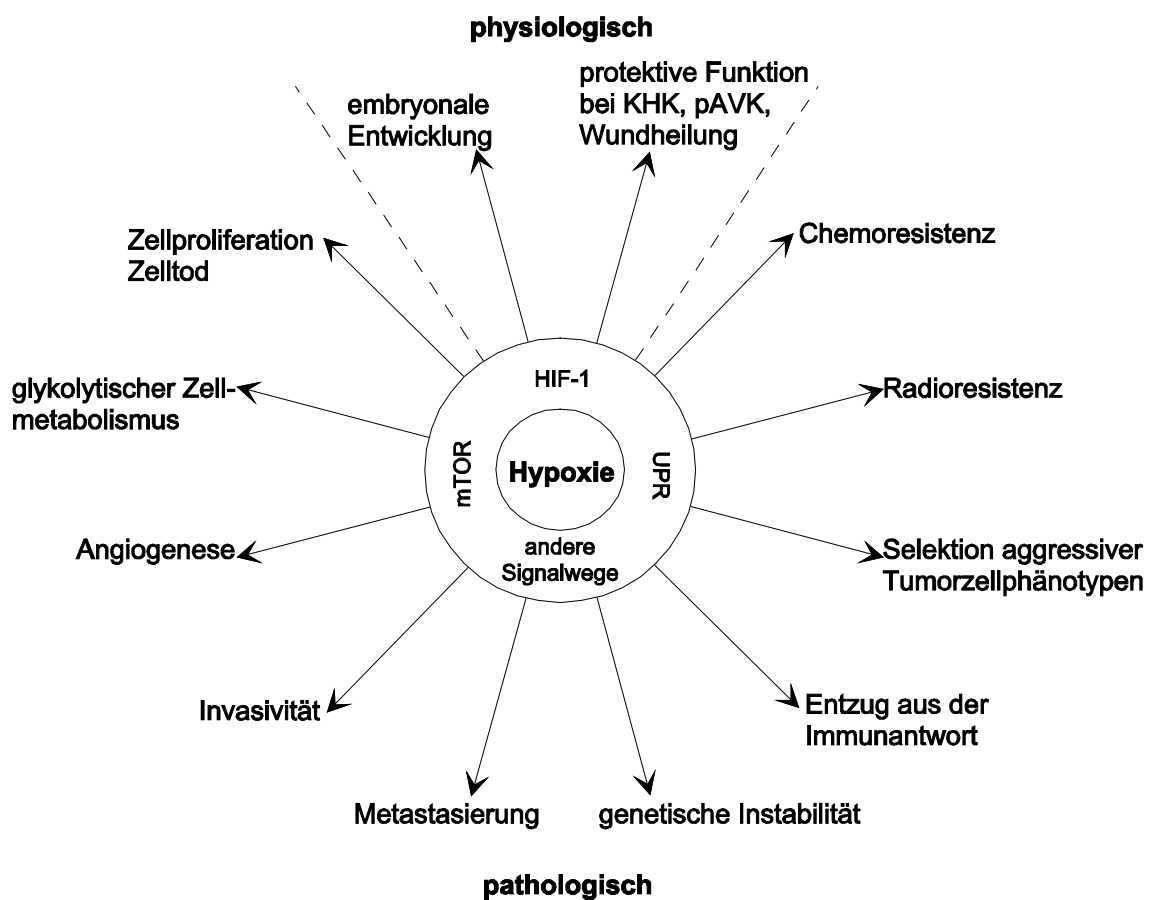 physiologisch
embryonale
Entwicklung
protektive Funktion
bei KHK, pAVK,
Wundheilung
Zellproliferation
Zelltod
Chemoresistenz
glykolytischer Zell-
metabolismus
Radioresistenz
HIF-1
mTOR
Hypoxie
UPR
andere
Signalwege
Angiogenese
Selektion aggressiver
Tumorzellphänotypen
Invasivität
Entzug aus der
Immunantwort
Metastasierung
genetische Instabilität
pathologisch